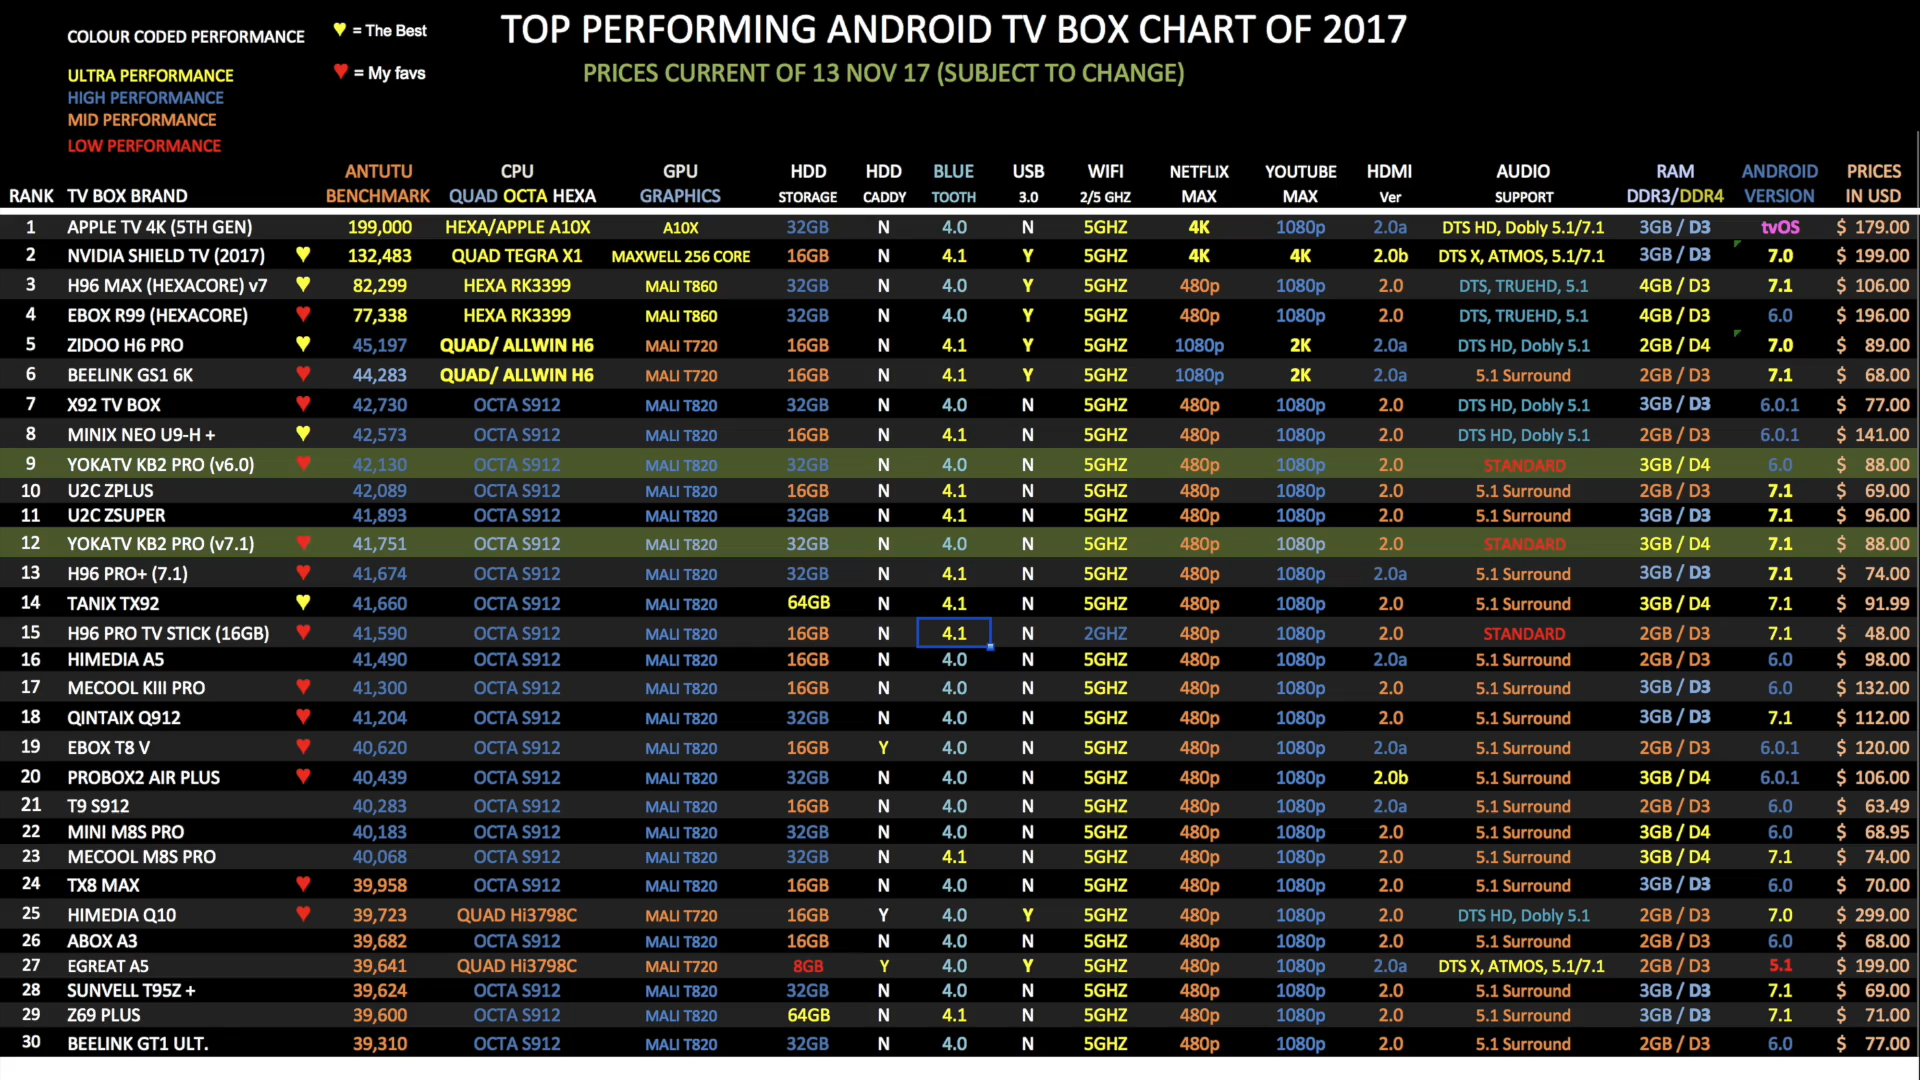 COLOUR CODED PERFORMANCE
♥ = The Best
TOP PERFORMING ANDROID TV BOX CHART OF 2017
ULTRA PERFORMANCE
♥ = My favs
PRICES CURRENT OF 13 NOV 17 (SUBJECT TO CHANGE)
HIGH PERFORMANCE
MID PERFORMANCE
LOW PERFORMANCE
ANTUTU CPU GPU HDD HDD BLUE USB WIFI NETFLIX YOUTUBE HDMI AUDIO RAM ANDROID PRICES
RANK TV BOX BRAND BENCHMARK QUAD OCTA HEXA GRAPHICS STORAGE CADDY TOOTH 3.0 2/5 GHZ MAX MAX Ver SUPPORT DDR3/DDR4 VERSION IN USD
1 APPLE TV 4K (5TH GEN) 199,000 HEXA/APPLE A10X A10X 32GB N 4.0 N 5GHZ 4K 1080p 2.0a DTS HD, Dobly 5.1/7.1 3GB / D3 tvOS $ 179.00
2 NVIDIA SHIELD TV (2017) ♥ 132,483 QUAD TEGRA X1 MAXWELL 256 CORE 16GB N 4.1 Y 5GHZ 4K 4K 2.0b DTS X, ATMOS, 5.1/7.1 3GB / D3 7.0 $ 199.00
3 H96 MAX (HEXACORE) v7 ♥ 82,299 HEXA RK3399 MALI T860 32GB N 4.0 Y 5GHZ 480p 1080p 2.0 DTS, TRUEHD, 5.1 4GB / D3 7.1 $ 106.00
4 EBOX R99 (HEXACORE) ♥ 77,338 HEXA RK3399 MALI T860 32GB N 4.0 Y 5GHZ 480p 1080p 2.0 DTS, TRUEHD, 5.1 4GB / D3 6.0 $ 196.00
5 ZIDOO H6 PRO ♥ 45,197 QUAD/ ALLWIN H6 MALI T720 16GB N 4.1 Y 5GHZ 1080p 2K 2.0a DTS HD, Dobly 5.1 2GB / D4 7.0 $ 89.00
6 BEELINK GS1 6K ♥ 44,283 QUAD/ ALLWIN H6 MALI T720 16GB N 4.1 Y 5GHZ 1080p 2K 2.0a 5.1 Surround 2GB / D3 7.1 $ 68.00
7 X92 TV BOX ♥ 42,730 OCTA S912 MALI T820 32GB N 4.0 N 5GHZ 480p 1080p 2.0 DTS HD, Dobly 5.1 3GB / D3 6.0.1 $ 77.00
8 MINIX NEO U9-H + ♥ 42,573 OCTA S912 MALI T820 16GB N 4.1 N 5GHZ 480p 1080p 2.0 DTS HD, Dobly 5.1 2GB / D3 6.0.1 $ 141.00
9 YOKATV KB2 PRO (v6.0) ♥ 42,130 OCTA S912 MALI T820 32GB N 4.0 N 5GHZ 480p 1080p 2.0 STANDARD 3GB / D4 6.0 $ 88.00
10 U2C ZPLUS 42,089 OCTA S912 MALI T820 16GB N 4.1 N 5GHZ 480p 1080p 2.0 5.1 Surround 2GB / D3 7.1 $ 69.00
11 U2C ZSUPER 41,893 OCTA S912 MALI T820 32GB N 4.1 N 5GHZ 480p 1080p 2.0 5.1 Surround 3GB / D3 7.1 $ 96.00
12 YOKATV KB2 PRO (v7.1) ♥ 41,751 OCTA S912 MALI T820 32GB N 4.0 N 5GHZ 480p 1080p 2.0 STANDARD 3GB / D4 7.1 $ 88.00
13 H96 PRO+ (7.1) ♥ 41,674 OCTA S912 MALI T820 32GB N 4.1 N 5GHZ 480p 1080p 2.0a 5.1 Surround 3GB / D3 7.1 $ 74.00
14 TANIX TX92 ♥ 41,660 OCTA S912 MALI T820 64GB N 4.1 N 5GHZ 480p 1080p 2.0 5.1 Surround 3GB / D4 7.1 $ 91.99
15 H96 PRO TV STICK (16GB) ♥ 41,590 OCTA S912 MALI T820 16GB N 4.1 N 2GHZ 480p 1080p 2.0 STANDARD 2GB / D3 7.1 $ 48.00
16 HIMEDIA A5 41,490 OCTA S912 MALI T820 16GB N 4.0 N 5GHZ 480p 1080p 2.0a 5.1 Surround 2GB / D3 6.0 $ 98.00
17 MECOOL KIII PRO ♥ 41,300 OCTA S912 MALI T820 16GB N 4.0 N 5GHZ 480p 1080p 2.0 5.1 Surround 3GB / D3 6.0 $ 132.00
18 QINTAIX Q912 ♥ 41,204 OCTA S912 MALI T820 32GB N 4.0 N 5GHZ 480p 1080p 2.0 5.1 Surround 3GB / D3 7.1 $ 112.00
19 EBOX T8 V ♥ 40,620 OCTA S912 MALI T820 16GB Y 4.0 N 5GHZ 480p 1080p 2.0a 5.1 Surround 2GB / D3 6.0.1 $ 120.00
20 PROBOX2 AIR PLUS ♥ 40,439 OCTA S912 MALI T820 32GB N 4.0 N 5GHZ 480p 1080p 2.0b 5.1 Surround 3GB / D4 6.0.1 $ 106.00
21 T9 S912 40,283 OCTA S912 MALI T820 16GB N 4.0 N 5GHZ 480p 1080p 2.0a 5.1 Surround 2GB / D3 6.0 $ 63.49
22 MINI M8S PRO 40,183 OCTA S912 MALI T820 32GB N 4.0 N 5GHZ 480p 1080p 2.0 5.1 Surround 3GB / D4 6.0 $ 68.95
23 MECOOL M8S PRO 40,068 OCTA S912 MALI T820 32GB N 4.1 N 5GHZ 480p 1080p 2.0 5.1 Surround 3GB / D4 7.1 $ 74.00
24 TX8 MAX ♥ 39,958 OCTA S912 MALI T820 16GB N 4.0 N 5GHZ 480p 1080p 2.0 5.1 Surround 3GB / D3 6.0 $ 70.00
25 HIMEDIA Q10 ♥ 39,723 QUAD Hi3798C MALI T720 16GB Y 4.0 Y 5GHZ 480p 1080p 2.0 DTS HD, Dobly 5.1 2GB / D3 7.0 $ 299.00
26 ABOX A3 39,682 OCTA S912 MALI T820 16GB N 4.0 N 5GHZ 480p 1080p 2.0 5.1 Surround 2GB / D3 6.0 $ 68.00
27 EGREAT A5 39,641 QUAD Hi3798C MALI T720 8GB Y 4.0 Y 5GHZ 480p 1080p 2.0a DTS X, ATMOS, 5.1/7.1 2GB / D3 5.1 $ 199.00
28 SUNVELL T95Z + 39,624 OCTA S912 MALI T820 32GB N 4.0 N 5GHZ 480p 1080p 2.0 5.1 Surround 3GB / D3 7.1 $ 69.00
29 Z69 PLUS 39,600 OCTA S912 MALI T820 64GB N 4.1 N 5GHZ 480p 1080p 2.0 5.1 Surround 3GB / D3 7.1 $ 71.00
30 BEELINK GT1 ULT. 39,310 OCTA S912 MALI T820 32GB N 4.0 N 5GHZ 480p 1080p 2.0 5.1 Surround 2GB / D3 6.0 $ 77.00